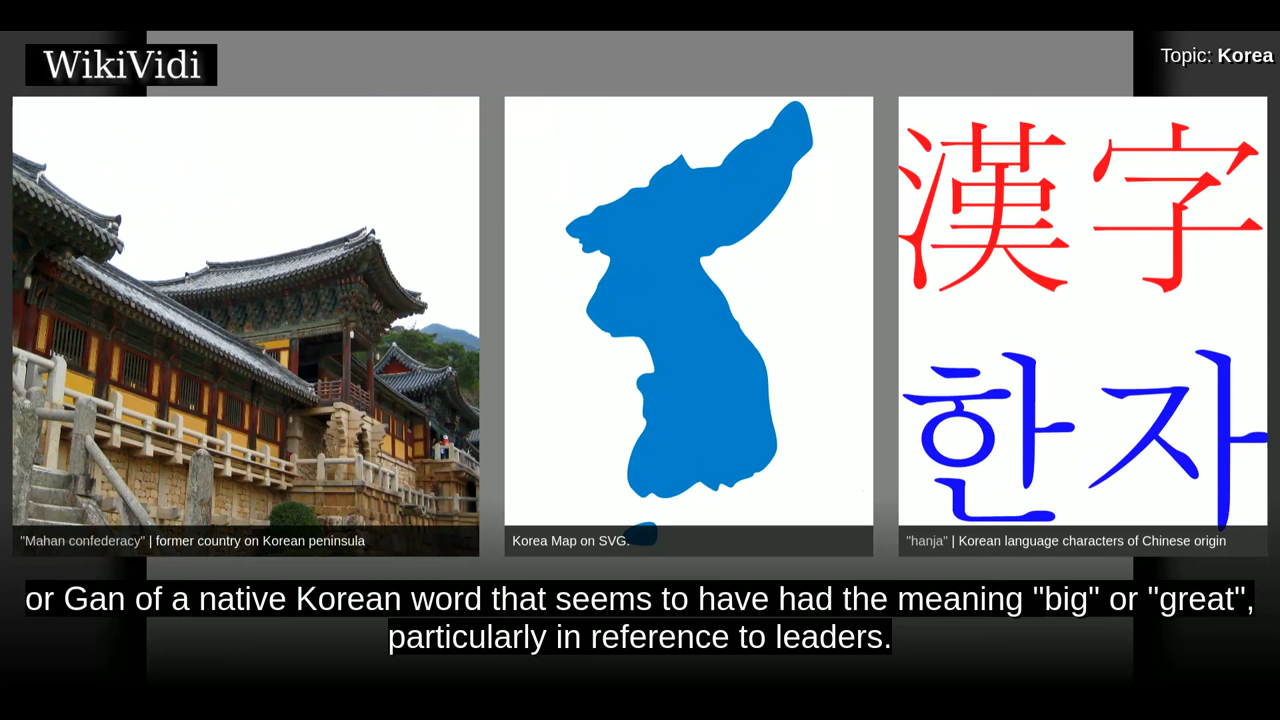 WikiVidi
Topic: Korea
漢字
한자
"Mahan confederacy" | former country on Korean peninsula
Korea Map on SVG.
"hanja" | Korean language characters of Chinese origin
or Gan of a native Korean word that seems to have had the meaning "big" or "great",
particularly in reference to leaders.